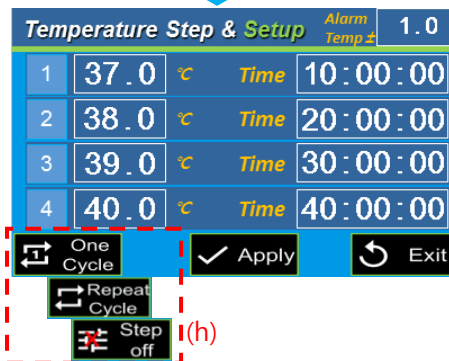 Temperature Step & Setup Alarm Temp± 1.0
1 37.0 ℃ Time 10:00:00
2 38.0 ℃ Time 20:00:00
3 39.0 ℃ Time 30:00:00
4 40.0 ℃ Time 40:00:00
1 One Cycle Apply Exit
Repeat Cycle
Step off (h)